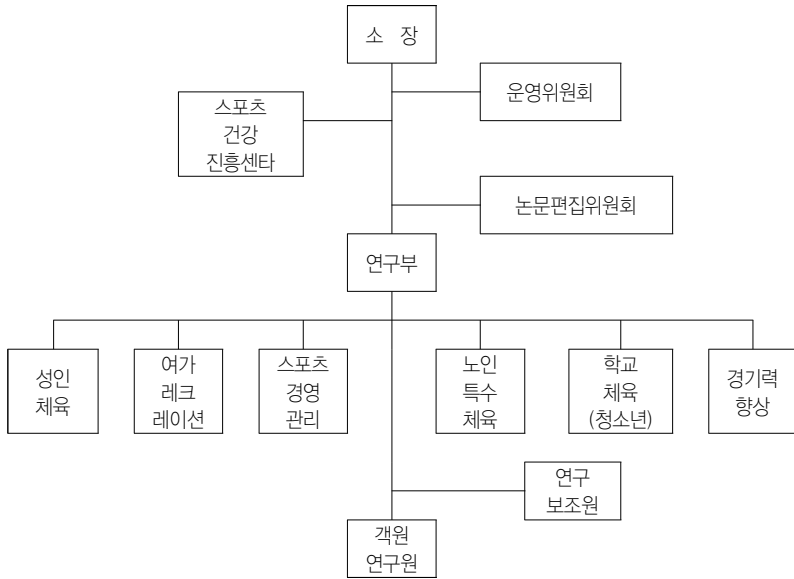 소 장
운영위원회
스포츠
건강
진흥센타
논문편집위원회
연구부
성인
체육
여가
레크
레이션
스포츠
경영
관리
노인
특수
체육
학교
체육
(청소년)
경기력
향상
연구
보조원
객원
연구원